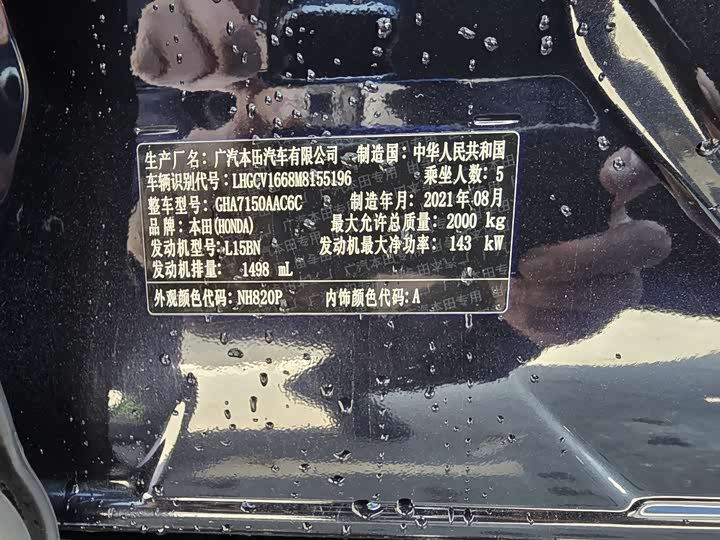 生产厂名：广汽本田汽车有限公司 制造国：中华人民共和国
车辆识别代号：LHGCV1668M8155196 乘坐人数：5
整车型号：GHA7150AAC6C 制造年月：2021年08月
品牌：本田(HONDA) 最大允许总质量：2000 kg
发动机型号：L15BN 发动机最大净功率：143 kW
发动机排量：1498 mL
外观颜色代码：NH820P 内饰颜色代码：A